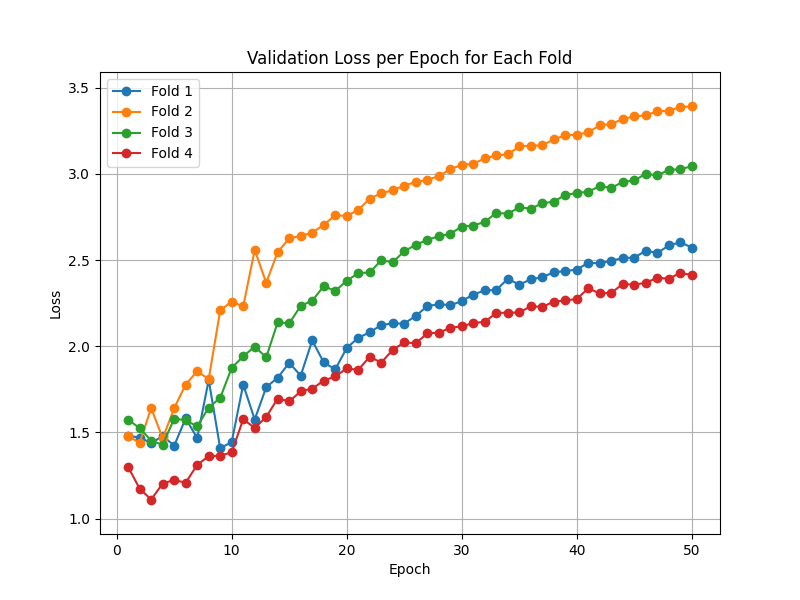 Validation Loss per Epoch for Each Fold
Fold 1
Fold 2
Fold 3
Fold 4
3.5
3.0
2.5
2.0
1.5
1.0
Loss
0 10 20 30 40 50
Epoch